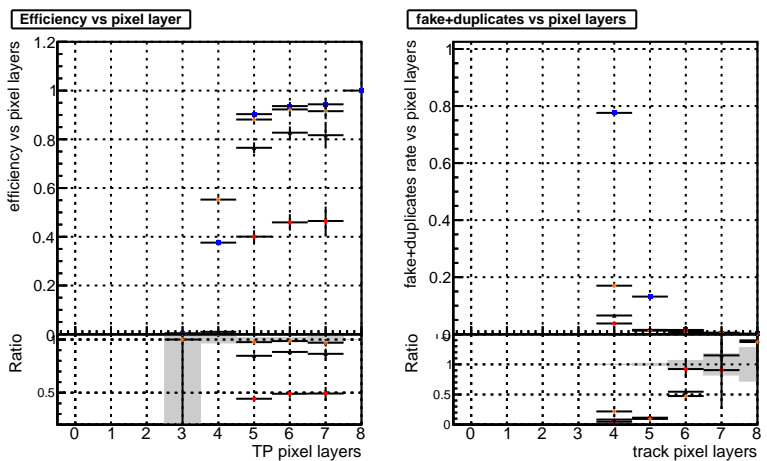 Efficiency vs pixel layer
efficiency vs pixel layers
1.2
1
0.8
0.6
0.4
0.2
0
Ratio
1
0.5
0 1 2 3 4 5 6 7 8
TP pixel layers
fake+duplicates vs pixel layers
fake+duplicates rate vs pixel layers
1
0.8
0.6
0.4
0.2
Ratio
1
0.5
0
0 1 2 3 4 5 6 7 8
track pixel layers